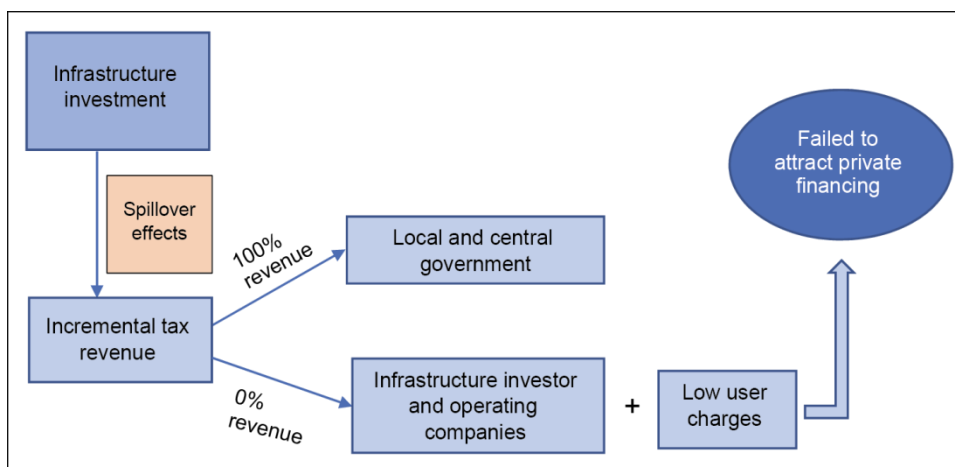 Infrastructure
investment
Failed to
attract private
financing
Spillover
effects
100%
revenue
Local and central
government
Incremental tax
revenue
0%
revenue
Infrastructure investor
and operating
companies
+
Low user
charges